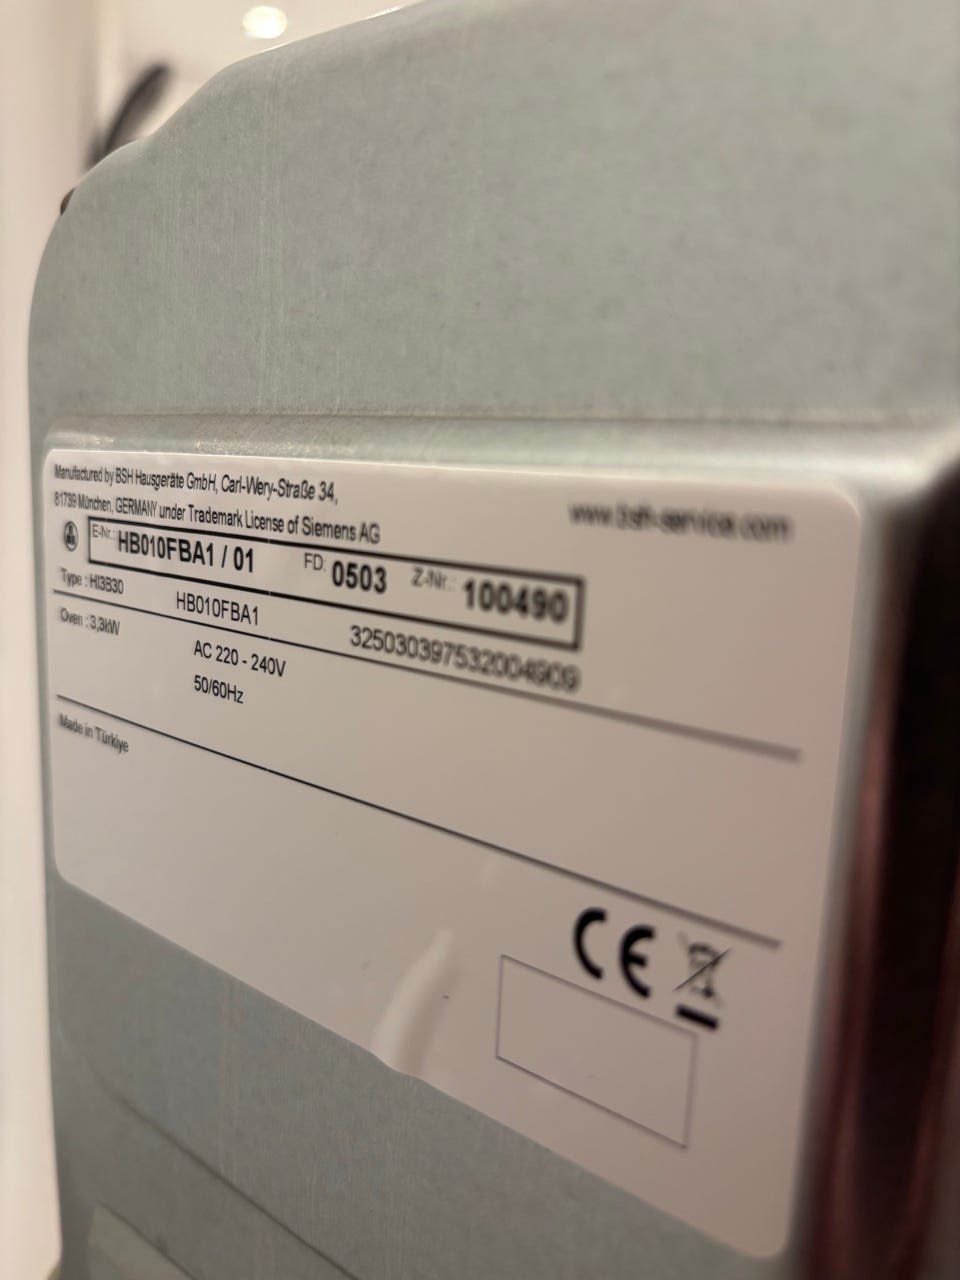 Manufactured by BSH Hausgeräte GmbH, Carl-Wery-Straße 34,
81739 München, GERMANY under Trademark License of Siemens AG
www.bsh-service.com
E-Nr.: HB010FBA1 / 01 FD: 0503 Z-Nr.: 100490
Type : HI3B30 HB010FBA1 325030397532004909
Oven : 3,3kW AC 220 - 240V
50/60Hz
Made in Türkiye
CE